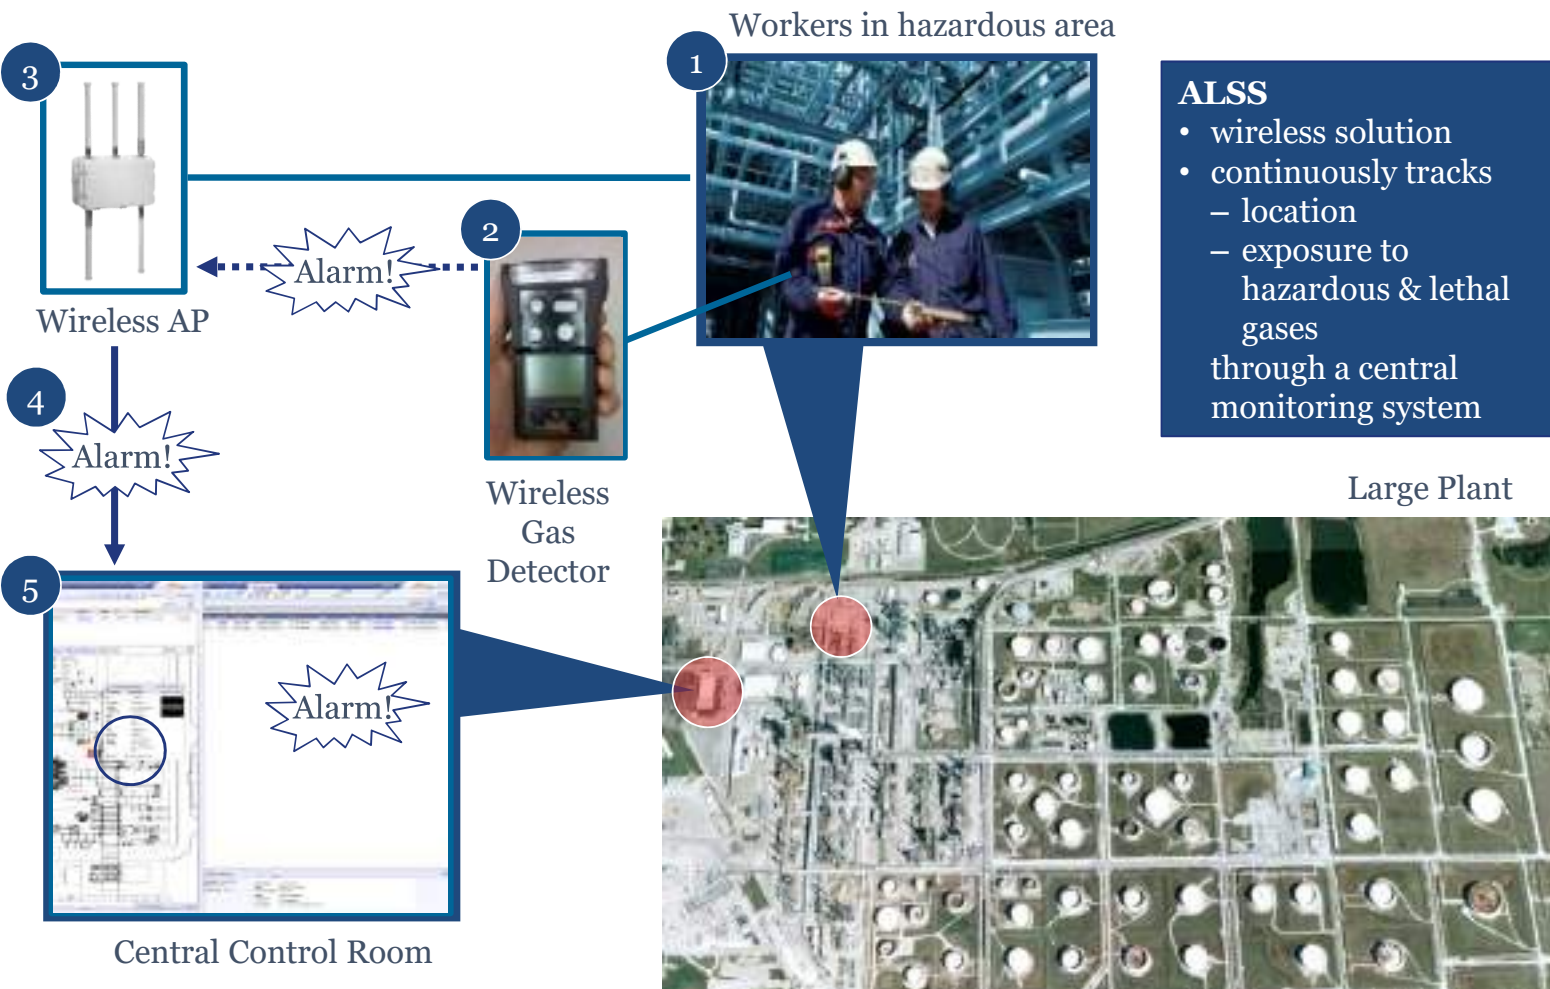 Workers in hazardous area
1
3
ALSS
• wireless solution
• continuously tracks
– location
– exposure to
hazardous & lethal
gases
through a central
monitoring system
2
Alarm!
Wireless AP
4
Alarm!
Wireless
Gas
Detector
Large Plant
5
Alarm!
Central Control Room